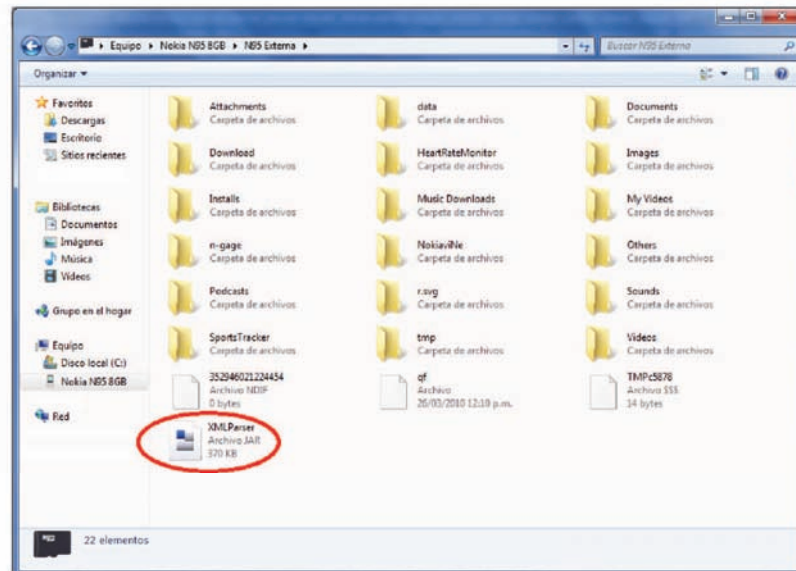 Equipo ▸ Nokia N95 8GB ▸ N95 Externa ▸
Buscar N95 Externa
Organizar
Favoritos
Descargas
Escritorio
Sitios recientes
Bibliotecas
Documentos
Imágenes
Música
Vídeos
Grupo en el hogar
Equipo
Disco local (C:)
Nokia N95 8GB
Red
Attachments
Carpeta de archivos
data
Carpeta de archivos
Documents
Carpeta de archivos
Download
Carpeta de archivos
HeartRateMonitor
Carpeta de archivos
Images
Carpeta de archivos
Installs
Carpeta de archivos
Music Downloads
Carpeta de archivos
My Videos
Carpeta de archivos
n-gage
Carpeta de archivos
NokiaviNe
Carpeta de archivos
Others
Carpeta de archivos
Podcasts
Carpeta de archivos
r.svg
Carpeta de archivos
Sounds
Carpeta de archivos
SportsTracker
Carpeta de archivos
tmp
Carpeta de archivos
Videos
Carpeta de archivos
352946021224454
Archivo NDIF
0 bytes
qf
Archivo
26/03/2010 12:10 p.m.
TMPc5878
Archivo $$$
14 bytes
XMLParser
Archivo JAR
370 KB
22 elementos